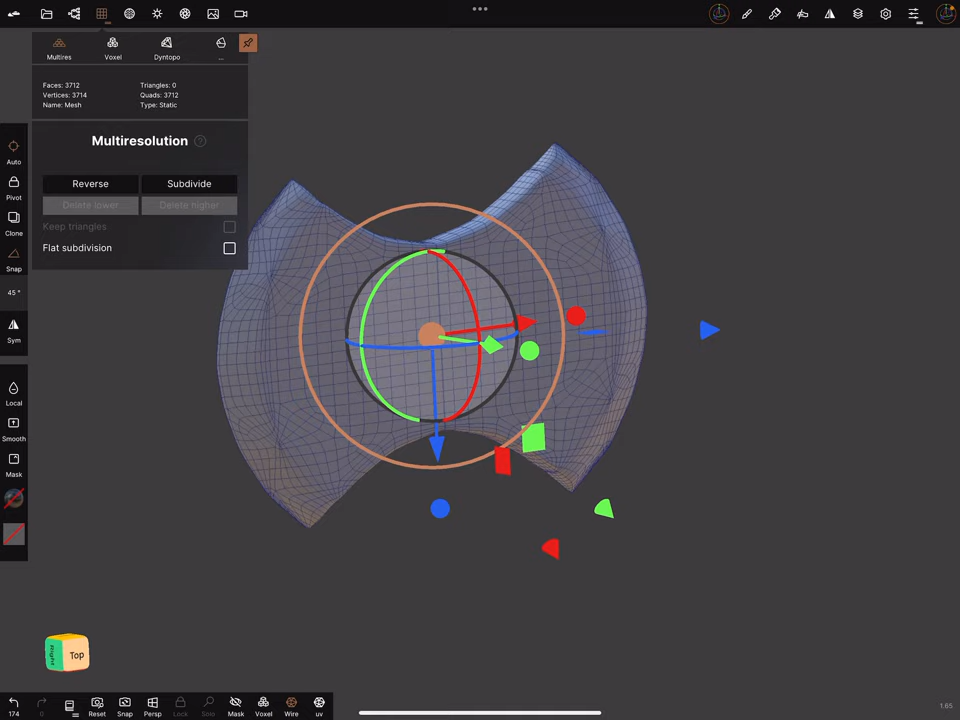 Multires
Voxel
Dyntopo
...
Faces: 3712
Triangles: 0
Vertices: 3714
Quads: 3712
Name: Mesh
Type: Static
Multiresolution ?
Reverse
Subdivide
Delete lower
Delete higher
Keep triangles
Flat subdivision
Auto
Pivot
Clone
Snap
45 °
Sym
Local
Smooth
Mask
Right
Top
174
0
Reset
Snap
Persp
Lock
Solo
Mask
Voxel
Wire
uv
1.65